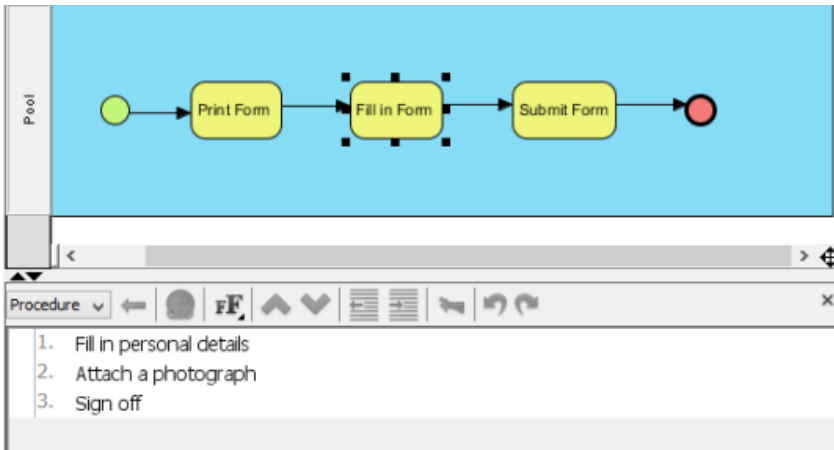 Pool
Print Form
Fill in Form
Submit Form
Procedure
1. Fill in personal details
2. Attach a photograph
3. Sign off